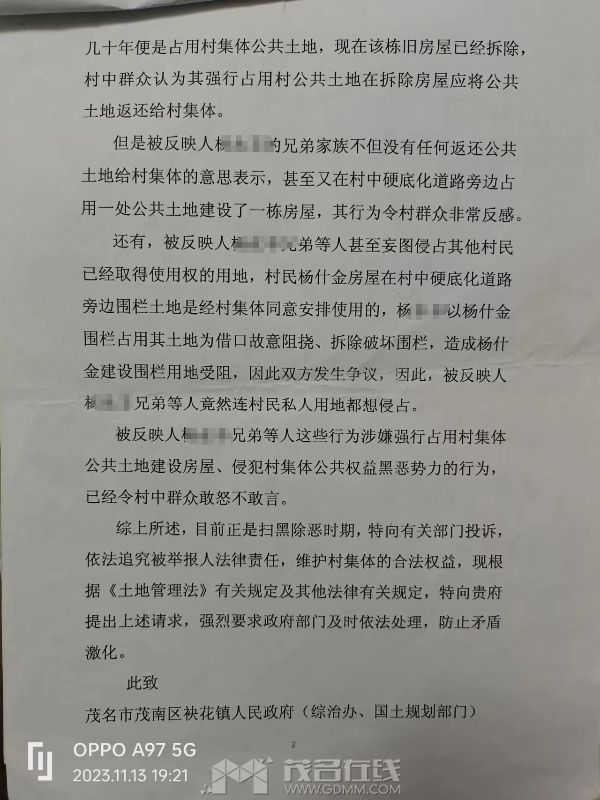 几十年便是占用村集体公共土地，现在该栋旧房屋已经拆除，
村中群众认为其强行占用村公共土地在拆除房屋应将公共
土地返还给村集体。
但是被反映人杨 的兄弟家族不但没有任何返还公共
土地给村集体的意思表示，甚至又在村中硬底化道路旁边占
用一处公共土地建设了一栋房屋，其行为令村群众非常反感。
还有，被反映人杨 兄弟等人甚至妄图侵占其他村民
已经取得使用权的用地，村民杨什金房屋在村中硬底化道路
旁边围栏土地是经村集体同意安排使用的，杨 以杨什金
围栏占用其土地为借口故意阻挠、拆除破坏围栏，造成杨什
金建设围栏用地受阻，因此双方发生争议，因此，被反映人
杨 兄弟等人竟然连村民私人用地都想侵占。
被反映人杨 兄弟等人这些行为涉嫌强行占用村集体
公共土地建设房屋、侵犯村集体公共权益黑恶势力的行为，
已经令村中群众敢怒不敢言。
综上所述，目前正是扫黑除恶时期，特向有关部门投诉，
依法追究被举报人法律责任，维护村集体的合法权益，现根
据《土地管理法》有关规定及其他法律有关规定，特向贵府
提出上述请求，强烈要求政府部门及时依法处理，防止矛盾
激化。
此致
茂名市茂南区袂花镇人民政府（综治办、国土规划部门）
2
OPPO A97 5G
2023.11.13 19:21
茂名在线
WWW.GDMM.COM